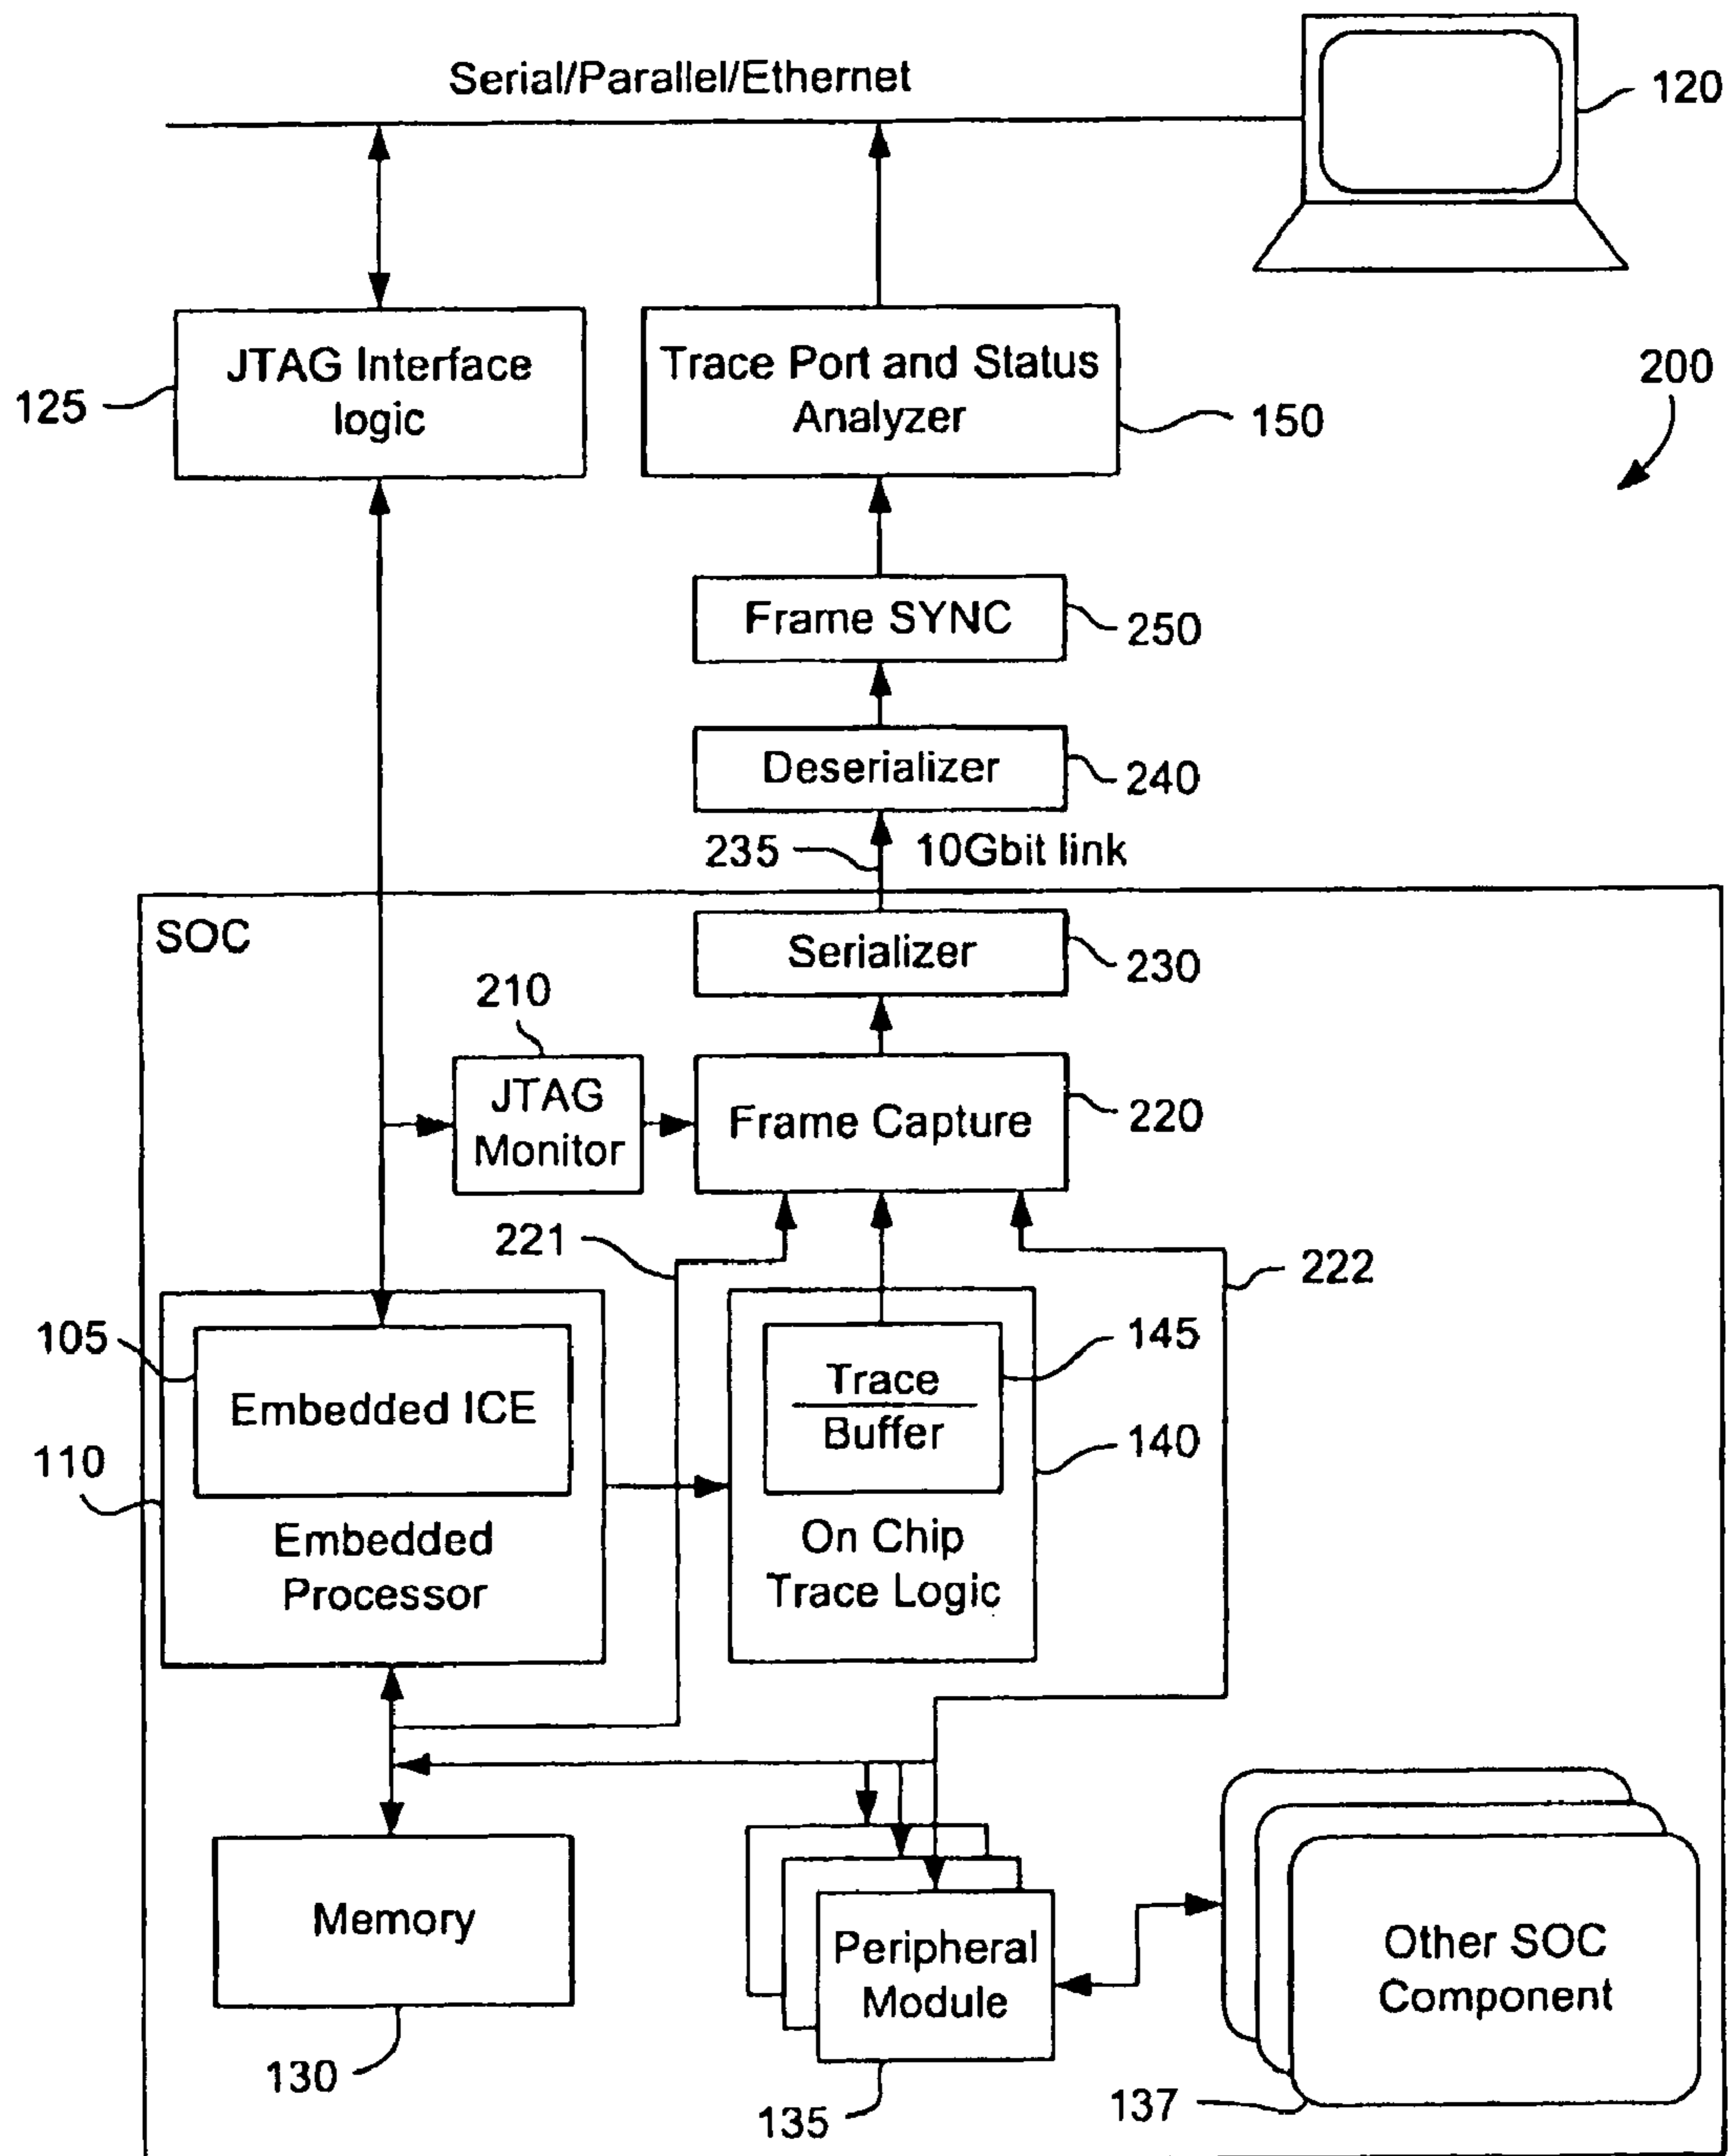 Serial/Parallel/Ethernet
120
JTAG Interface
logic
125
Trace Port and Status
Analyzer
150
200
Frame SYNC
250
Deserializer
240
235
10Gbit link
SOC
Serializer
230
210
JTAG
Monitor
Frame Capture
220
221
222
105
Embedded ICE
110
Embedded
Processor
Trace
Buffer
145
140
On Chip
Trace Logic
Memory
130
Peripheral
Module
135
Other SOC
Component
137